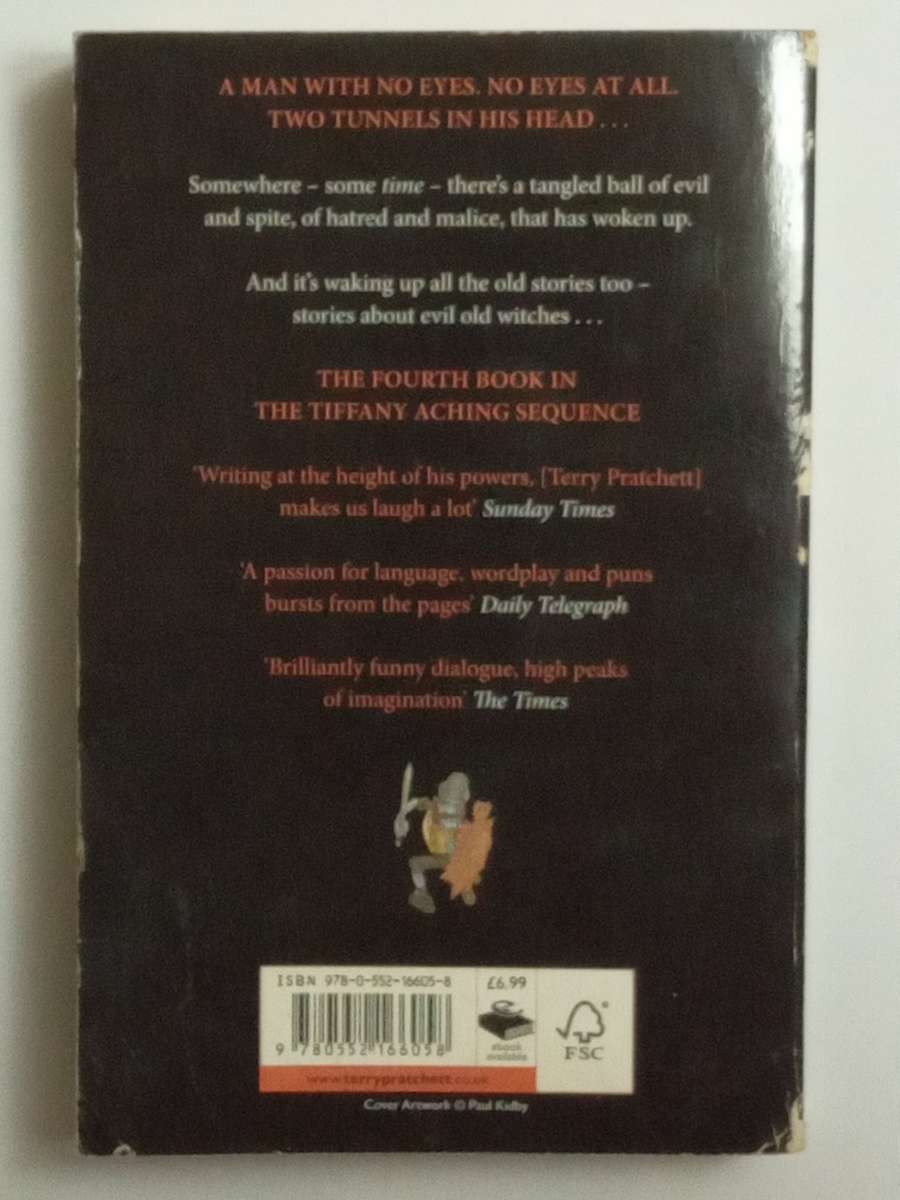 A MAN WITH NO EYES. NO EYES AT ALL.
TWO TUNNELS IN HIS HEAD . . .
Somewhere – some time – there's a tangled ball of evil
and spite, of hatred and malice, that has woken up.
And it's waking up all the old stories too –
stories about evil old witches . . .
THE FOURTH BOOK IN
THE TIFFANY ACHING SEQUENCE
'Writing at the height of his powers, [Terry Pratchett]
makes us laugh a lot' Sunday Times
'A passion for language, wordplay and puns
bursts from the pages' Daily Telegraph
'Brilliantly funny dialogue, high peaks
of imagination' The Times
ISBN 978-0-552-16605-8
£6.99
9 780552 166058
ebook
available
FSC
®
www.terrypratchett.co.uk
Cover Artwork © Paul Kidby